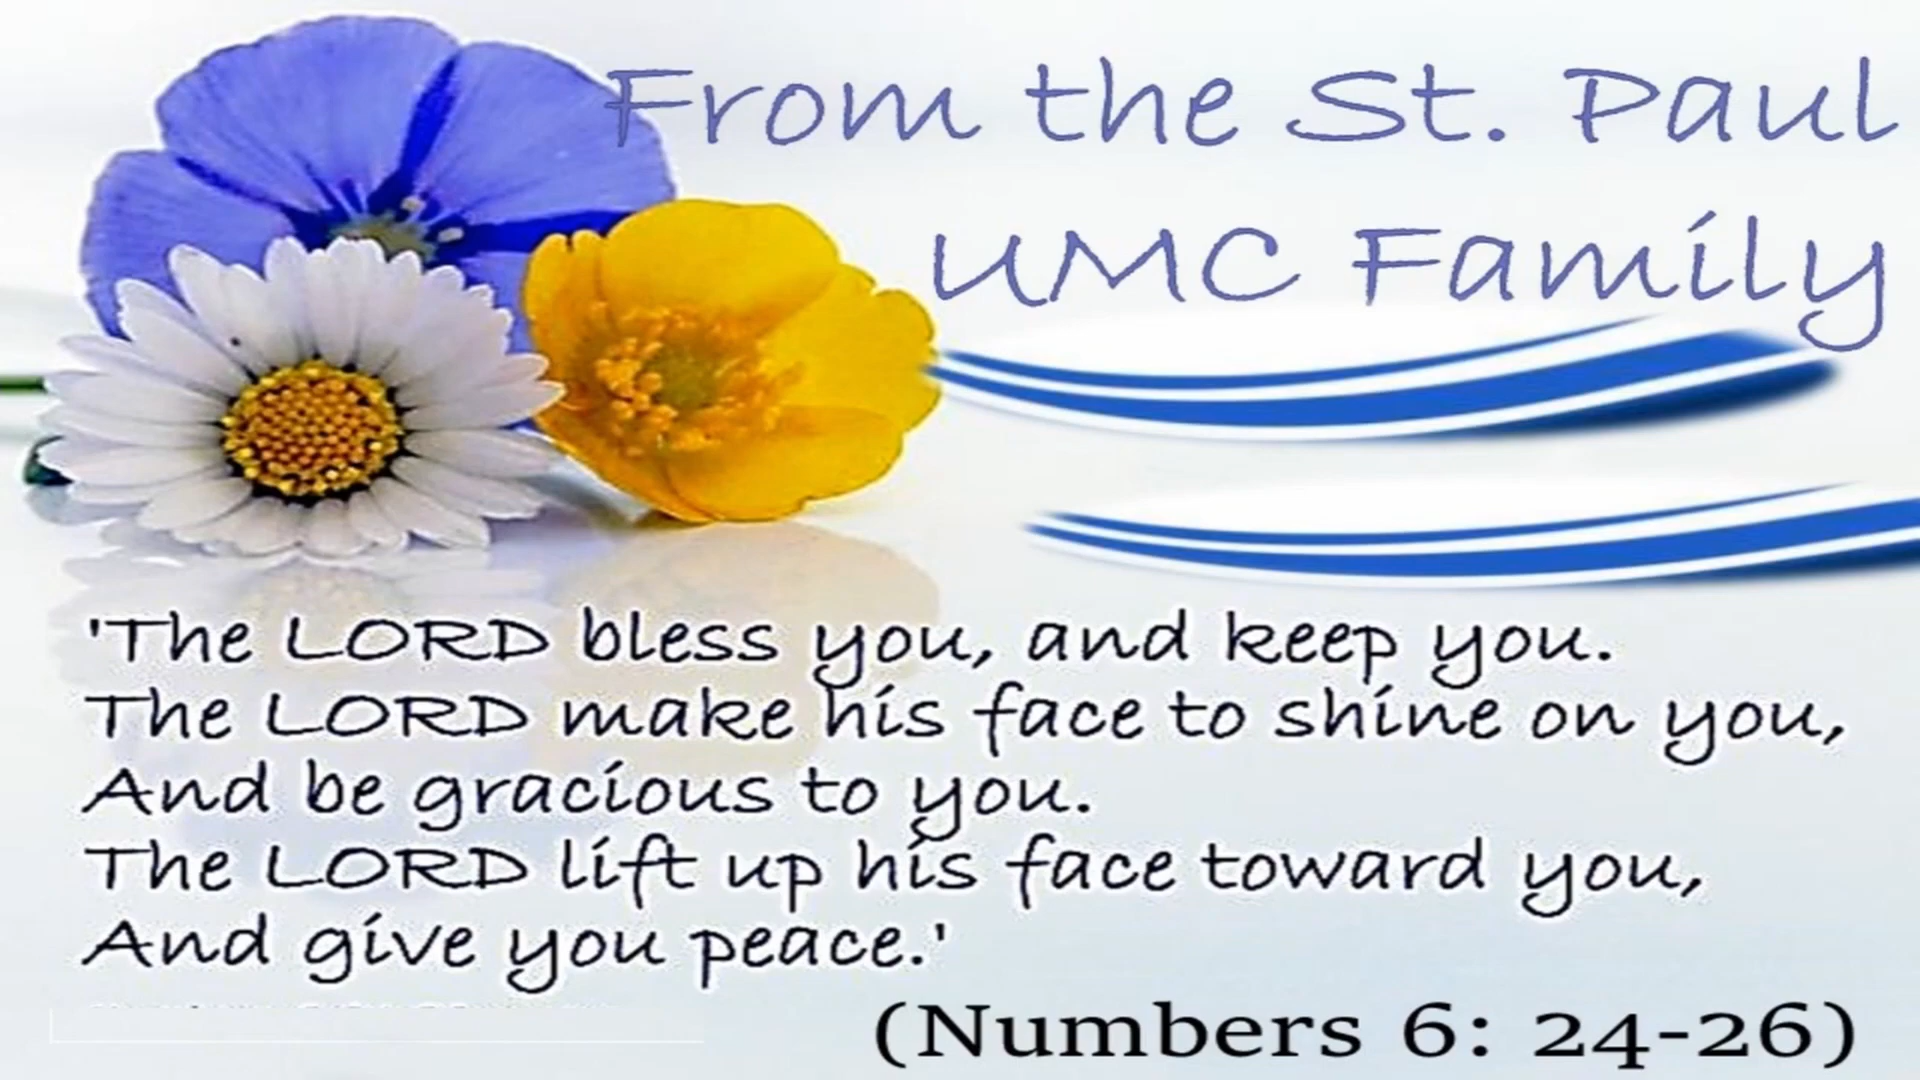 From the St. Paul
UMC Family
'The LORD bless you, and keep you.
The LORD make his face to shine on you,
And be gracious to you.
The LORD lift up his face toward you,
And give you peace.'
(Numbers 6: 24-26)